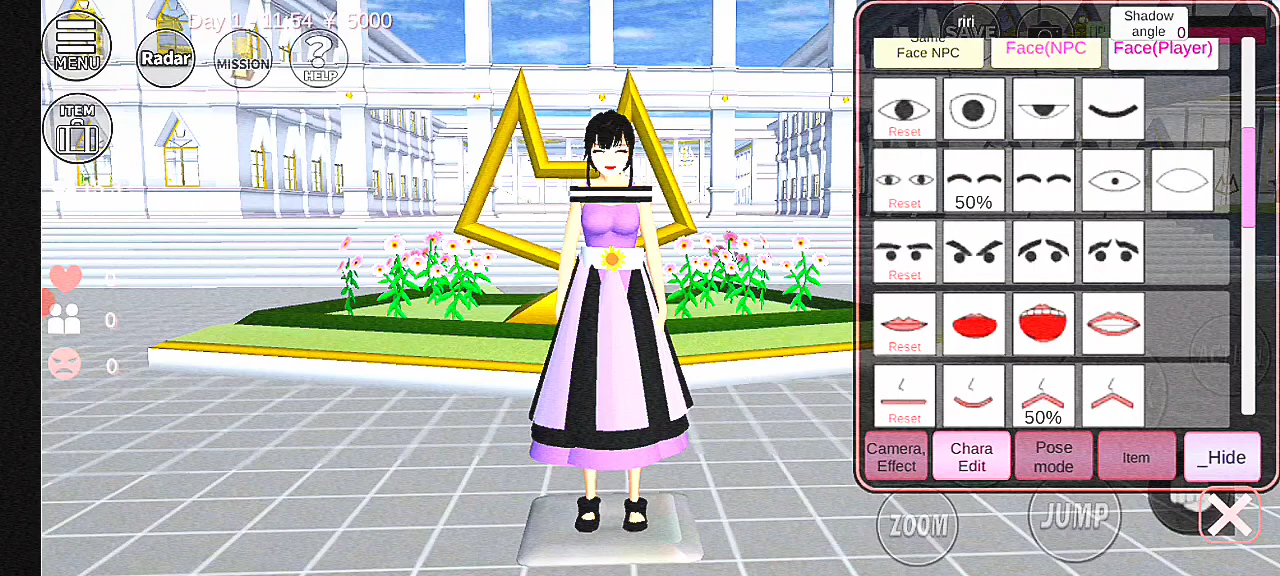 Day 1 - 11:54 ¥ 5000
MENU
Radar
MISSION
?
HELP
ITEM
0
0
0
riri
SAVE
Shadow
angle 0
Same
Face NPC
Face(NPC
Face(Player)
Reset
Reset
50%
Reset
Reset
Reset
50%
Camera,
Effect
Chara
Edit
Pose
mode
Item
_Hide
ZOOM
JUMP